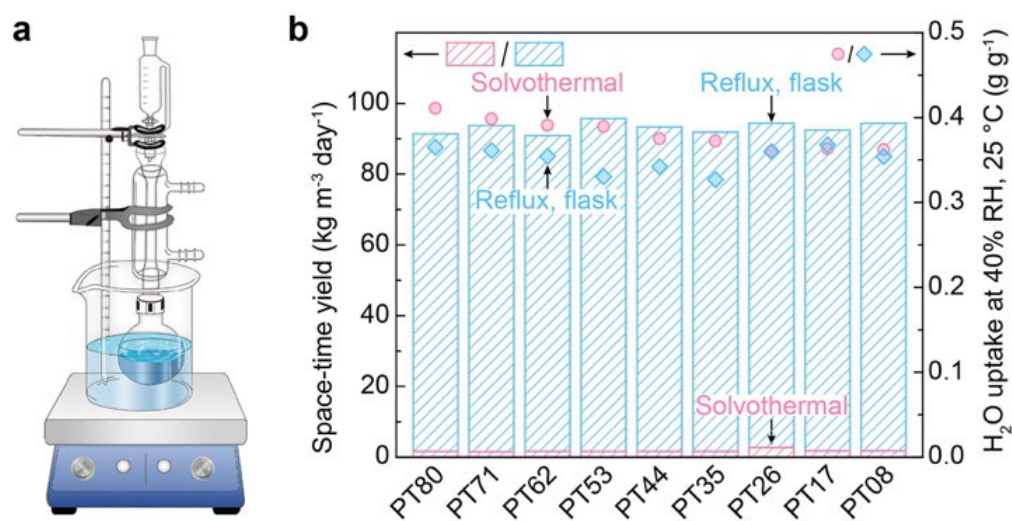 a
b
Space-time yield (kg m⁻³ day⁻¹)
100
80
60
40
20
0
/
Solvothermal
Reflux, flask
/
Reflux, flask
Solvothermal
0.5
0.4
0.3
0.2
0.1
0.0
H₂O uptake at 40% RH, 25 °C (g g⁻¹)
PT80
PT71
PT62
PT53
PT44
PT35
PT26
PT17
PT08